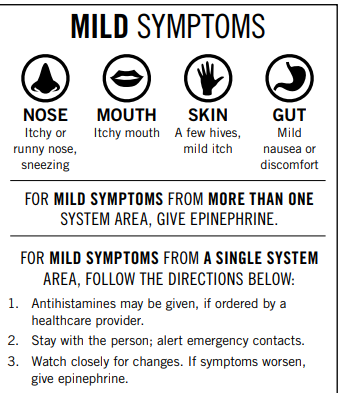 MILD SYMPTOMS
NOSE
Itchy or
runny nose,
sneezing
MOUTH
Itchy mouth
SKIN
A few hives,
mild itch
GUT
Mild
nausea or
discomfort
FOR MILD SYMPTOMS FROM MORE THAN ONE
SYSTEM AREA, GIVE EPINEPHRINE.
FOR MILD SYMPTOMS FROM A SINGLE SYSTEM
AREA, FOLLOW THE DIRECTIONS BELOW:
1. Antihistamines may be given, if ordered by a
healthcare provider.
2. Stay with the person; alert emergency contacts.
3. Watch closely for changes. If symptoms worsen,
give epinephrine.